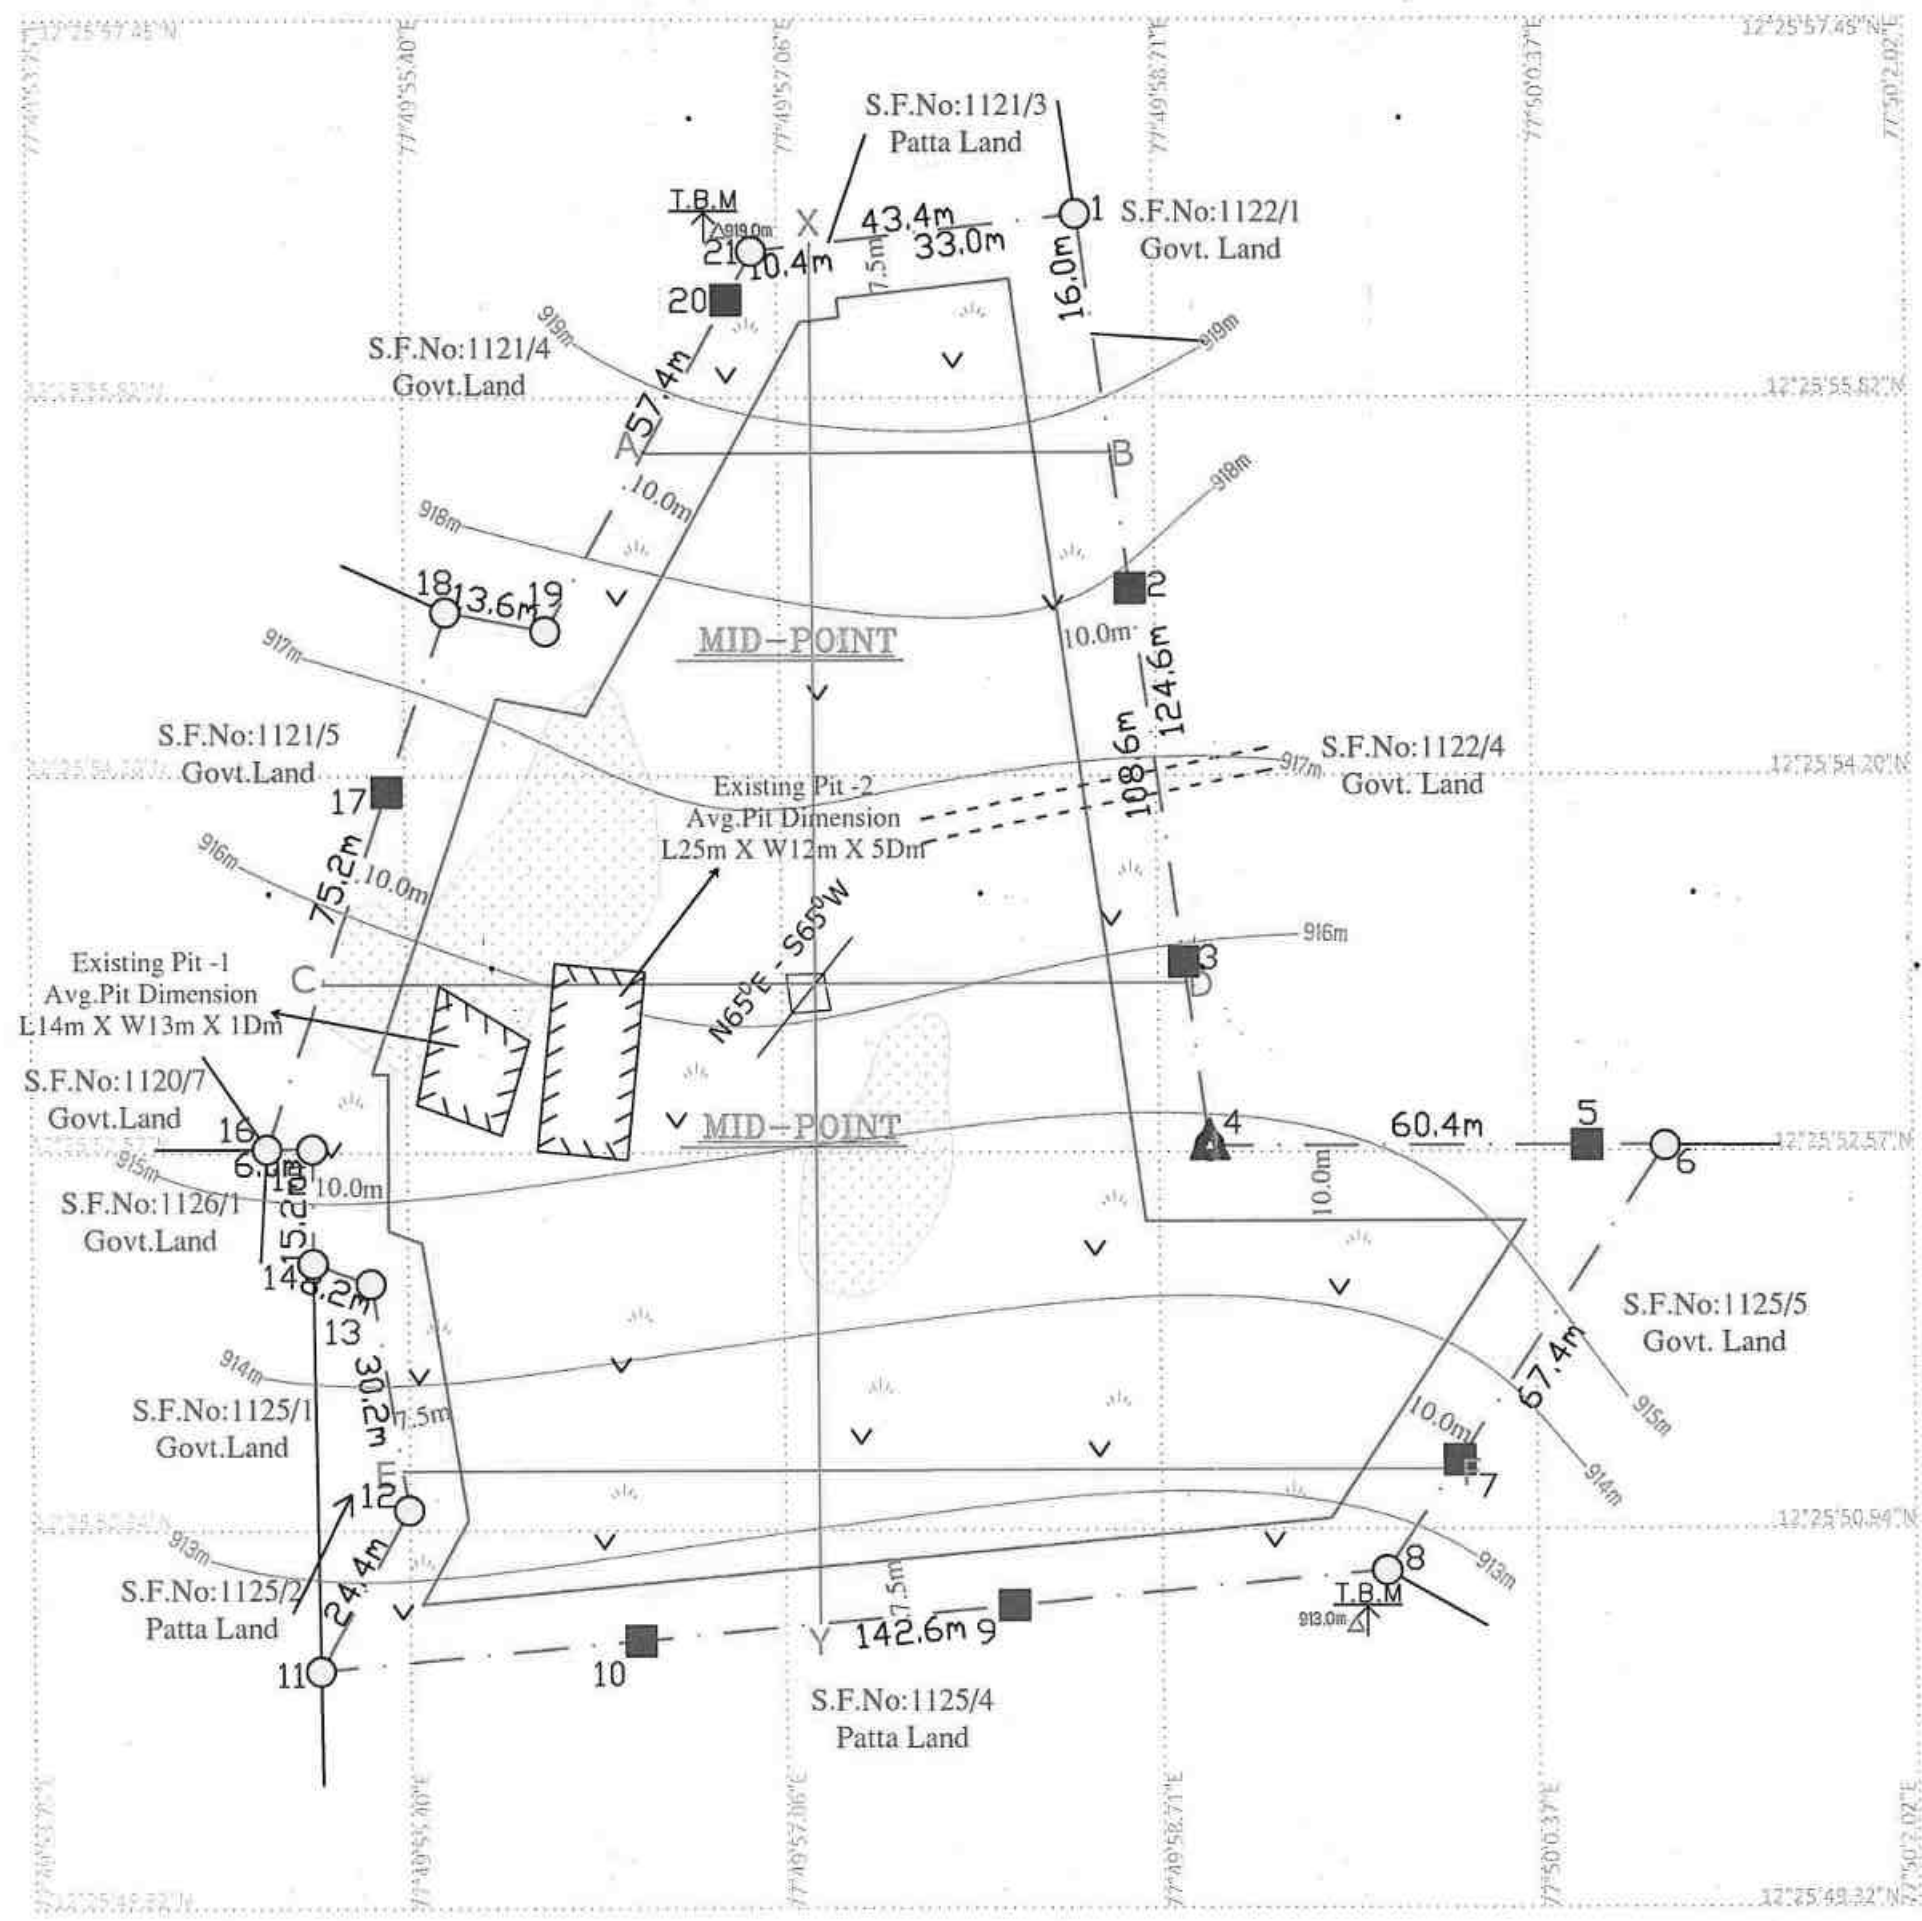 12°25'57.45"N
77°49'55.40"E
77°49'57.06"E
77°49'58.71"E
77°50'0.37"E
12°25'57.45"N
77°50'2.02"E
S.F.No:1121/3
Patta Land
T.B.M
919.0m
X
43.4m
33.0m
1
S.F.No:1122/1
Govt. Land
21
10.4m
7.5m
16.0m
20
919m
919m
S.F.No:1121/4
Govt.Land
57.4m
12°25'55.82"N
12°25'55.82"N
A
B
10.0m
918m
918m
18
13.6m
19
2
10.0m
917m
MID-POINT
124.6m
S.F.No:1121/5
Govt.Land
108.6m
S.F.No:1122/4
Govt. Land
917m
12°25'54.20"N
Existing Pit -2
Avg.Pit Dimension
L25m X W12m X 5Dm
17
916m
75.2m
10.0m
N65°E - S65°W
916m
Existing Pit -1
Avg.Pit Dimension
L14m X W13m X 1Dm
C
3
D
S.F.No:1120/7
Govt.Land
16
MID-POINT
4
60.4m
5
6
12°25'52.57"N
915m
15
10.0m
10.0m
S.F.No:1126/1
Govt.Land
15.2m
14
13
S.F.No:1125/5
Govt. Land
914m
30.2m
67.4m
S.F.No:1125/1
Govt.Land
7.5m
10.0m
915m
E
7
914m
12
12°25'50.94"N
913m
913m
24.4m
8
T.B.M
913.0m
S.F.No:1125/2
Patta Land
7.5m
Y
142.6m
9
11
10
S.F.No:1125/4
Patta Land
77°49'55.40"E
77°49'57.06"E
77°49'58.71"E
77°50'0.37"E
77°50'2.02"E
12°25'49.32"N
12°25'49.32"N